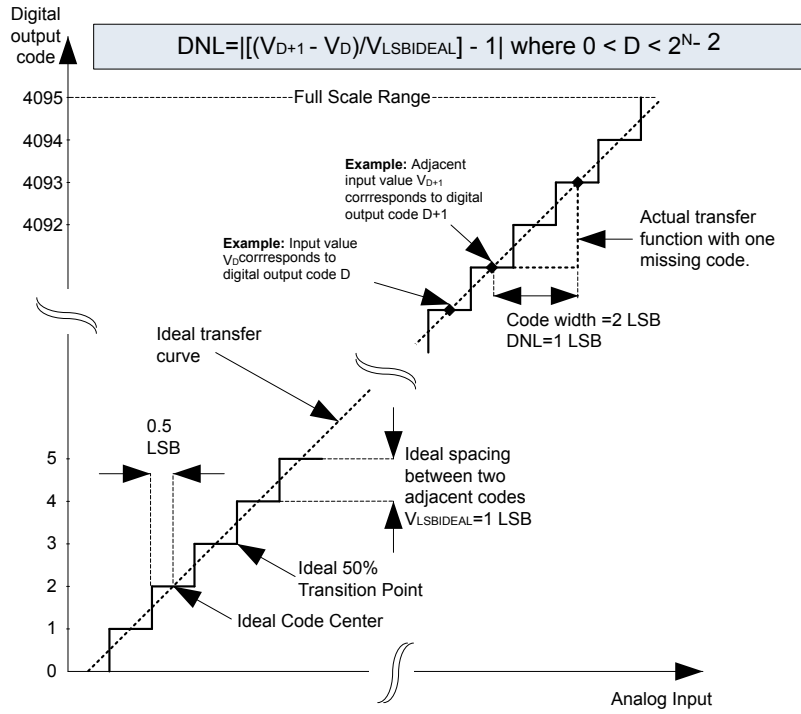 Digital
output
code
DNL=|[(VD+1 - VD)/VLSBIDEAL] - 1| where 0 < D < 2^N- 2
4095
Full Scale Range
4094
4093
4092
Example: Adjacent
input value VD+1
corrresponds to digital
output code D+1
Example: Input value
VDcorrresponds to
digital output code D
Actual transfer
function with one
missing code.
Code width =2 LSB
DNL=1 LSB
Ideal transfer
curve
0.5
LSB
5
4
3
2
1
0
Ideal spacing
between two
adjacent codes
VLSBIDEAL=1 LSB
Ideal 50%
Transition Point
Ideal Code Center
Analog Input